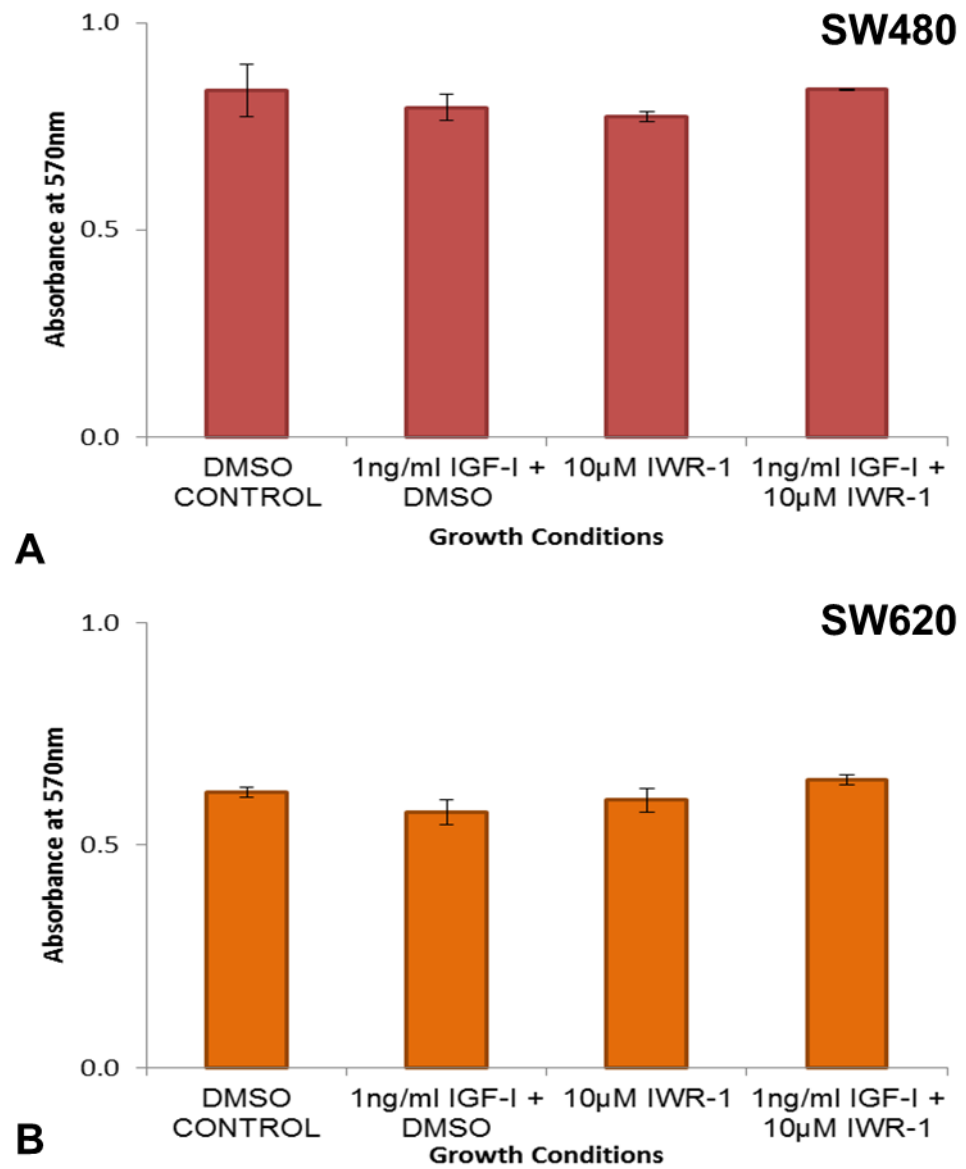 SW480
1.0
0.5
0.0
Absorbance at 570nm
DMSO
CONTROL
1ng/ml IGF-I +
DMSO
10µM IWR-1
1ng/ml IGF-I +
10µM IWR-1
Growth Conditions
A
SW620
1.0
0.5
0.0
Absorbance at 570nm
DMSO
CONTROL
1ng/ml IGF-I +
DMSO
10µM IWR-1
1ng/ml IGF-I +
10µM IWR-1
Growth Conditions
B